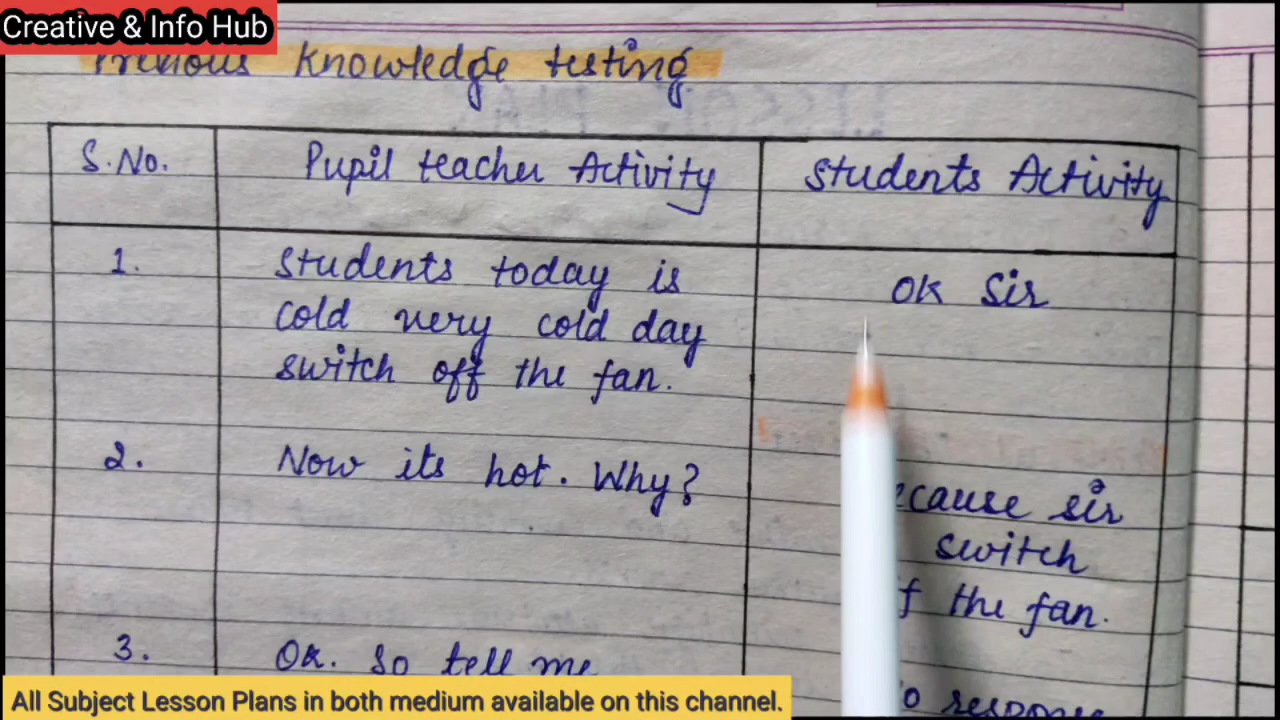 Creative & Info Hub
Previous Knowledge testing
S.No.
Pupil teacher Activity
Students Activity
1.
Students today is
cold very cold day
switch off the fan.
OK Sir
2.
Now its hot. Why?
ecause sir
switch
f the fan.
3.
Ok. So tell me
o response
All Subject Lesson Plans in both medium available on this channel.